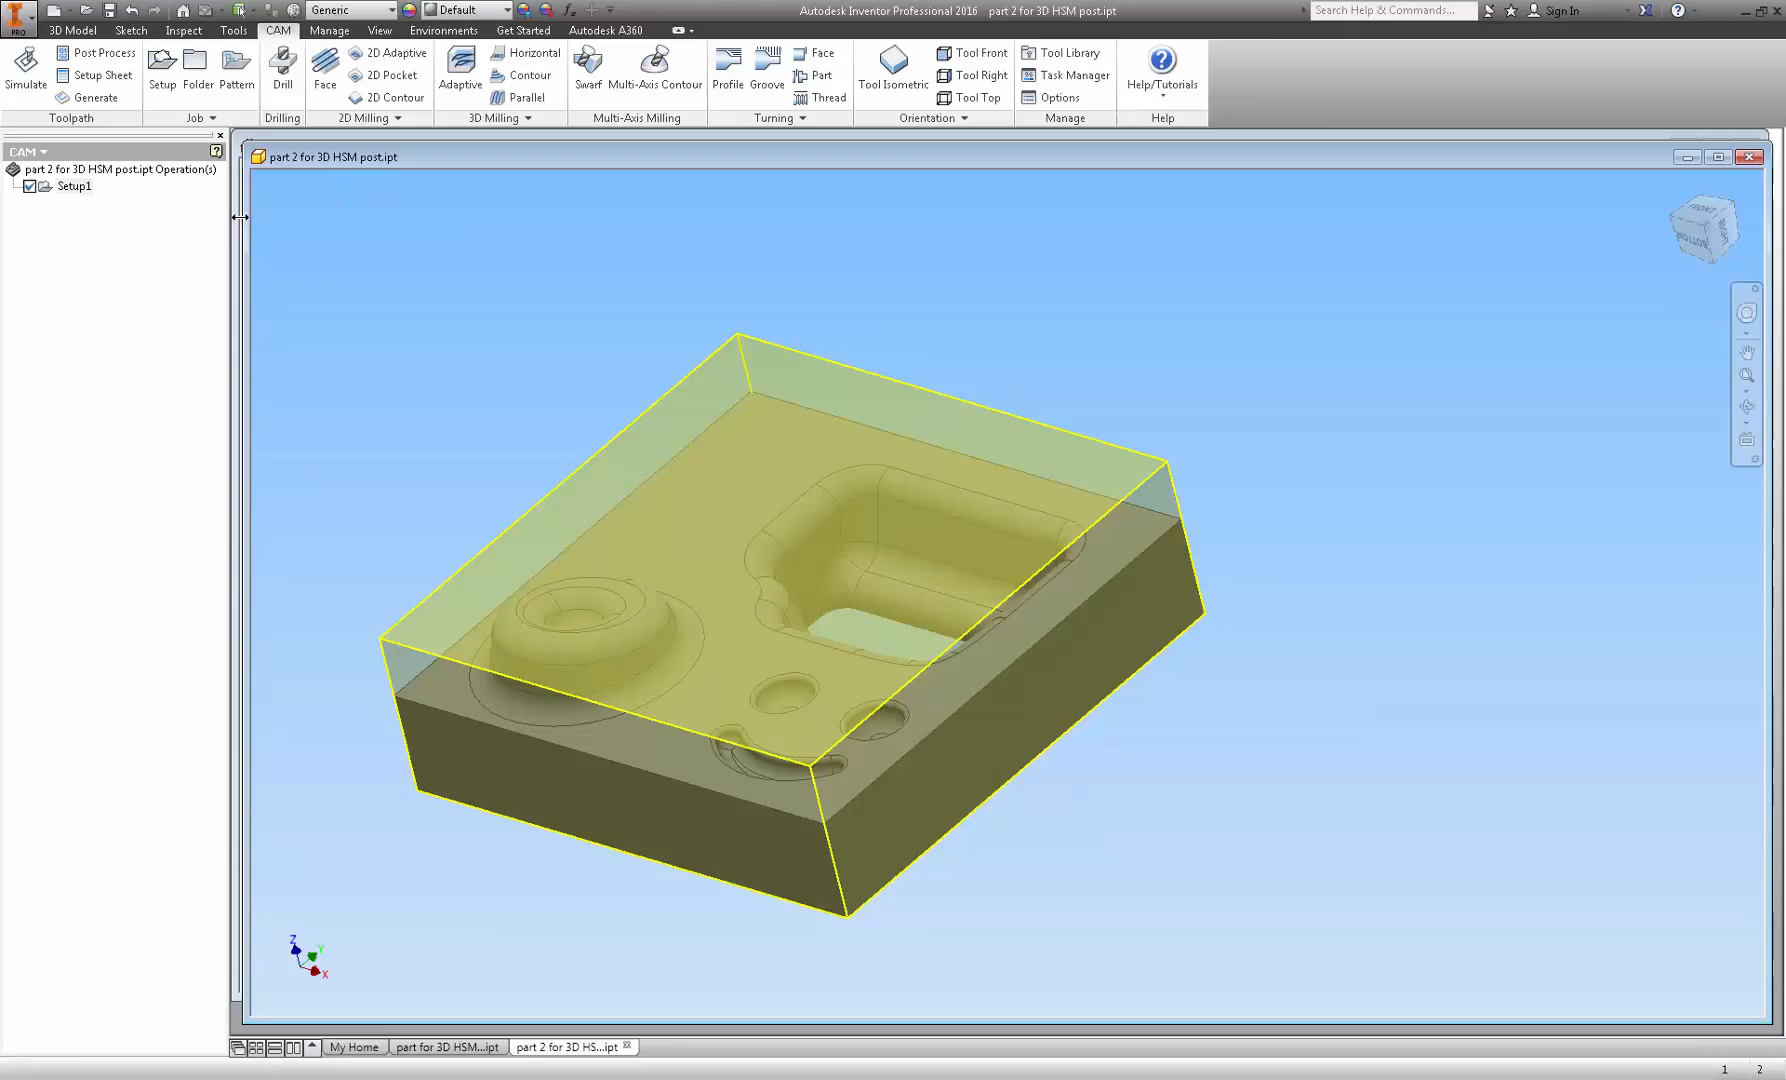 Generic
Default
Autodesk Inventor Professional 2016 part 2 for 3D HSM post.ipt
Search Help & Commands...
Sign In
PRO
3D Model
Sketch
Inspect
Tools
CAM
Manage
View
Environments
Get Started
Autodesk A360
Simulate
Post Process
Setup Sheet
Generate
Toolpath
Setup
Folder
Pattern
Job
Drill
Drilling
Face
2D Adaptive
2D Pocket
2D Contour
2D Milling
Adaptive
Horizontal
Contour
Parallel
3D Milling
Swarf
Multi-Axis Contour
Multi-Axis Milling
Profile
Groove
Face
Part
Thread
Turning
Tool Isometric
Tool Front
Tool Right
Tool Top
Orientation
Tool Library
Task Manager
Options
Manage
Help/Tutorials
Help
CAM
part 2 for 3D HSM post.ipt Operation(s)
Setup1
part 2 for 3D HSM post.ipt
FRONT
RIGHT
BOTTOM
Z
Y
X
My Home
part for 3D HSM...ipt
part 2 for 3D HS...ipt
1 2